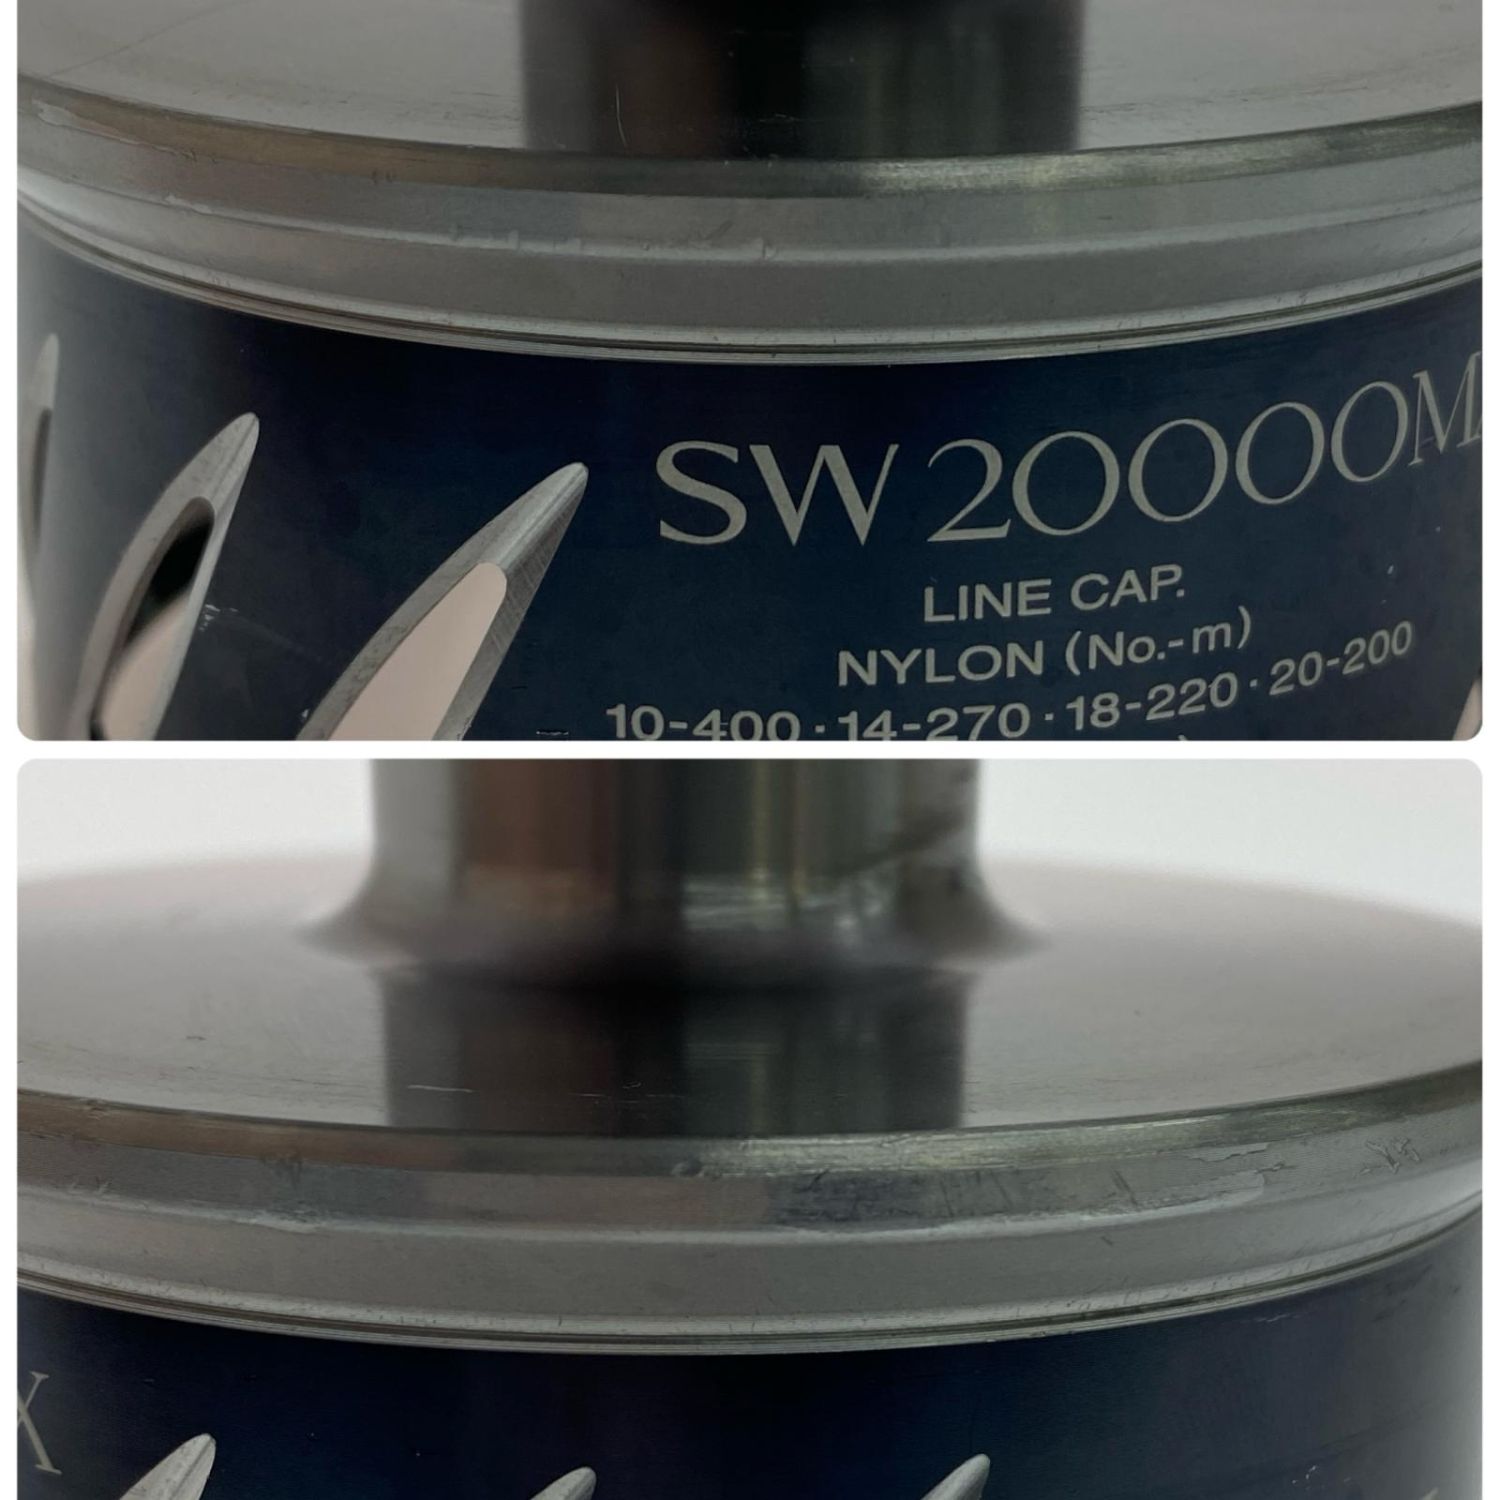 SW 20000M
LINE CAP.
NYLON (No.-m)
10-400·14-270·18-220·20-200
X